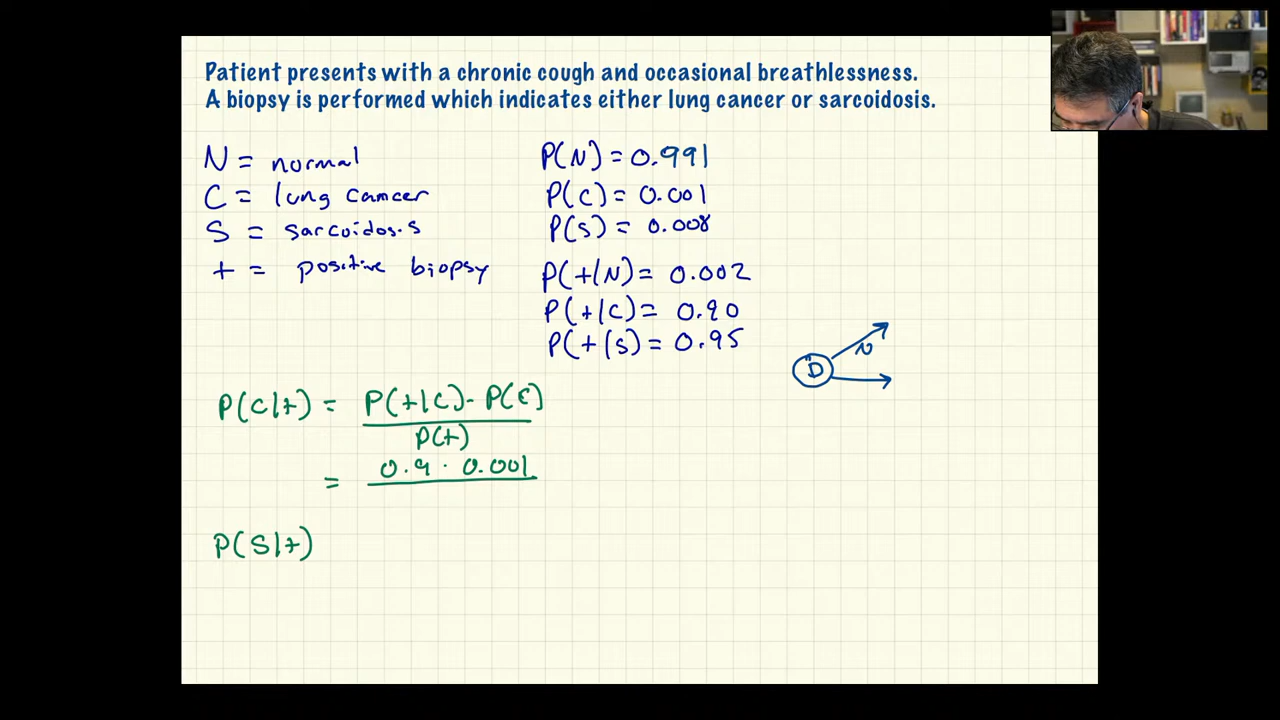 Patient presents with a chronic cough and occasional breathlessness.
A biopsy is performed which indicates either lung cancer or sarcoidosis.
N = normal
C = lung cancer
S = sarcoidosis
+ = positive biopsy
P(N) = 0.991
P(C) = 0.001
P(S) = 0.008
P(+|N) = 0.002
P(+|C) = 0.90
P(+|S) = 0.95
D
N
P(C|+) = P(+|C) · P(C)
P(+)
= 0.9 · 0.001
P(S|+)